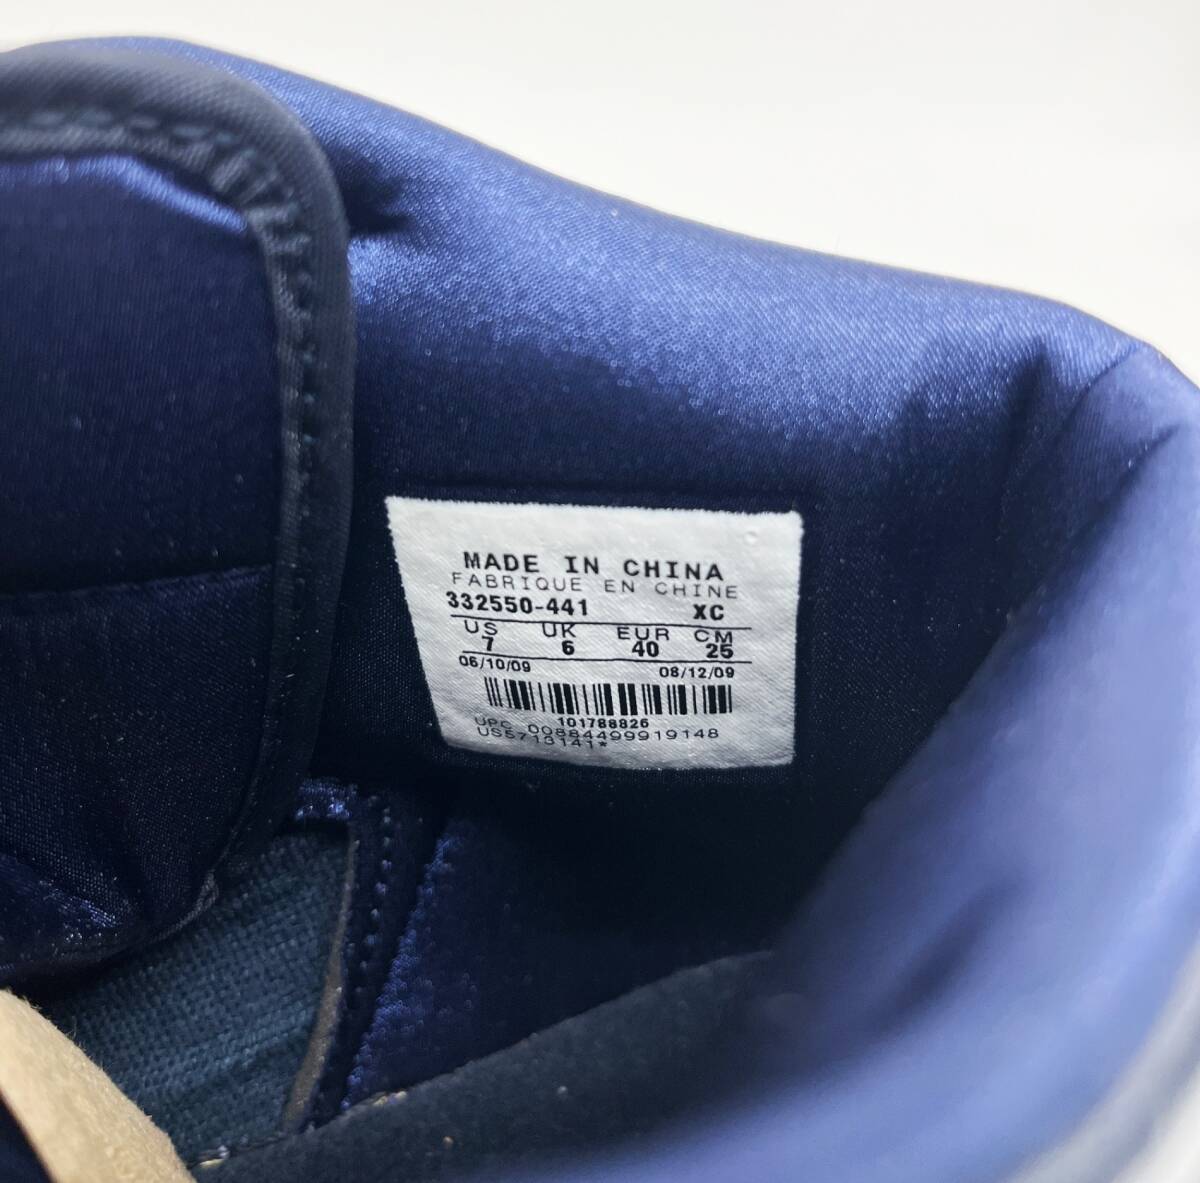 MADE IN CHINA
FABRIQUE EN CHINE
332550-441 XC
US UK EUR CM
7 6 40 25
06/10/09 08/12/09
101788826
UPC 00884499919148
US5713141*